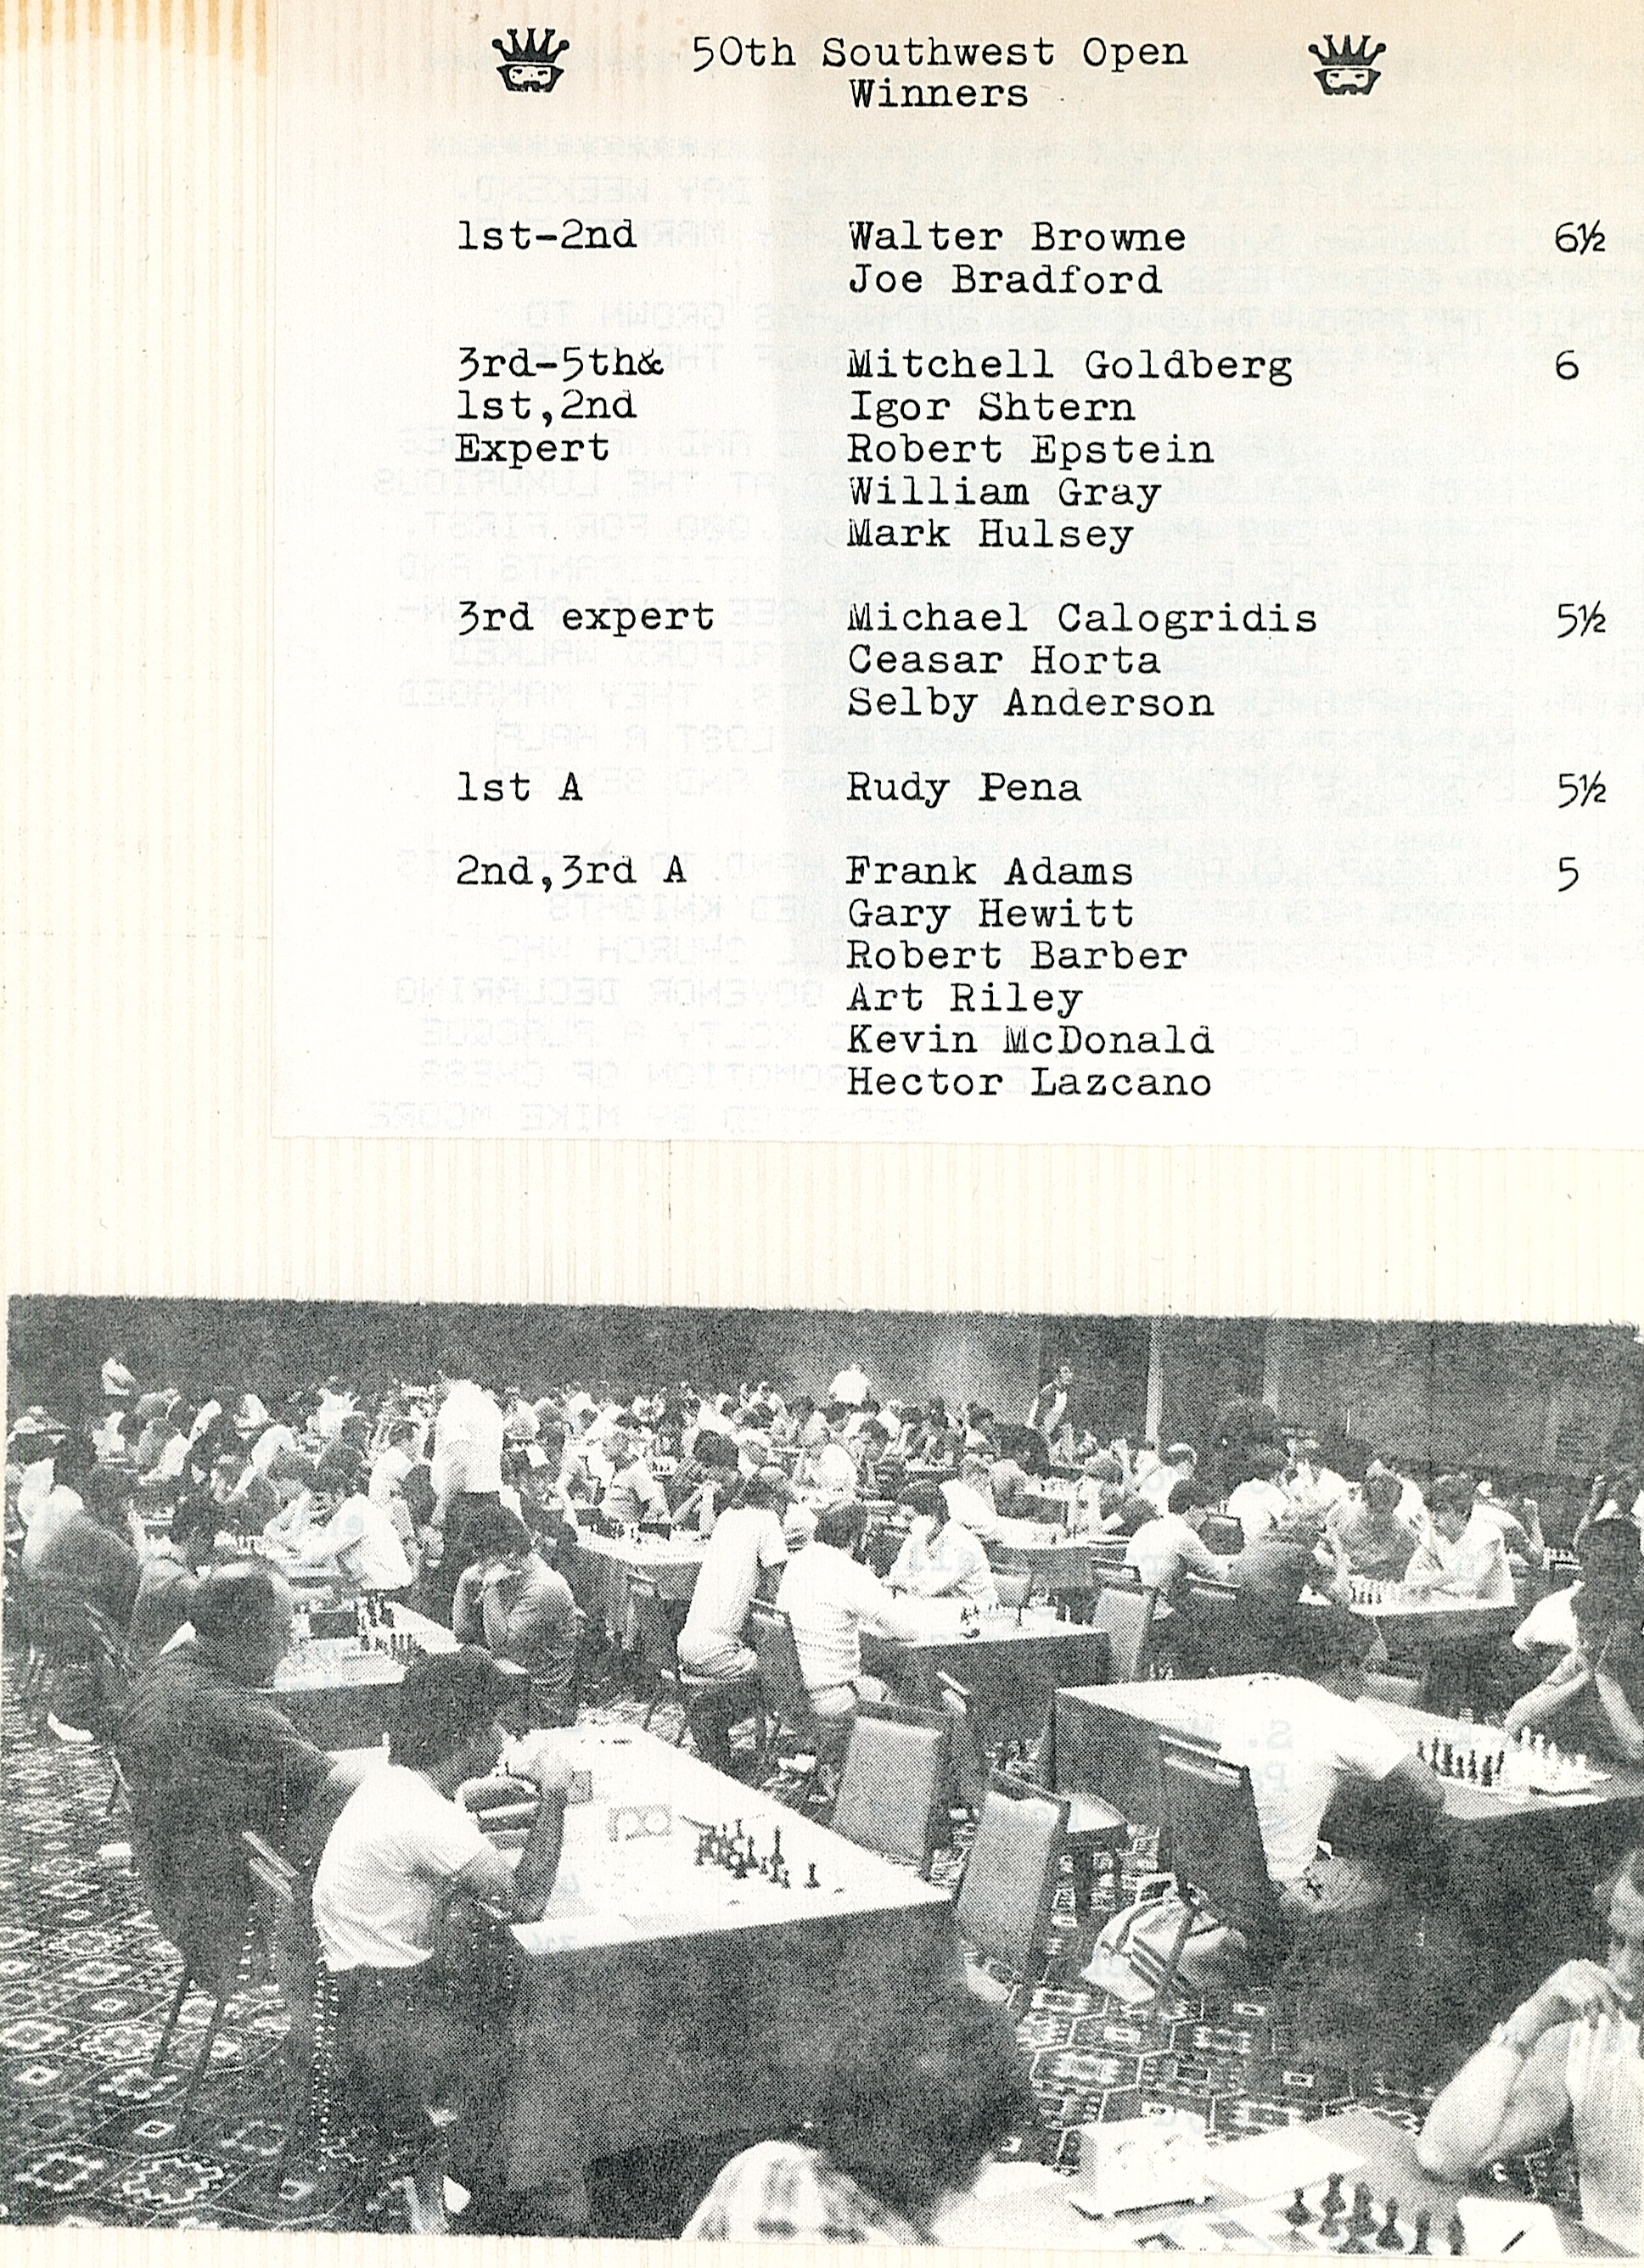 50th Southwest Open
Winners
1st-2nd Walter Browne 6½
Joe Bradford
3rd-5th& Mitchell Goldberg 6
1st,2nd Igor Shtern
Expert Robert Epstein
William Gray
Mark Hulsey
3rd expert Michael Calogridis 5½
Ceasar Horta
Selby Anderson
1st A Rudy Pena 5½
2nd,3rd A Frank Adams 5
Gary Hewitt
Robert Barber
Art Riley
Kevin McDonald
Hector Lazcano